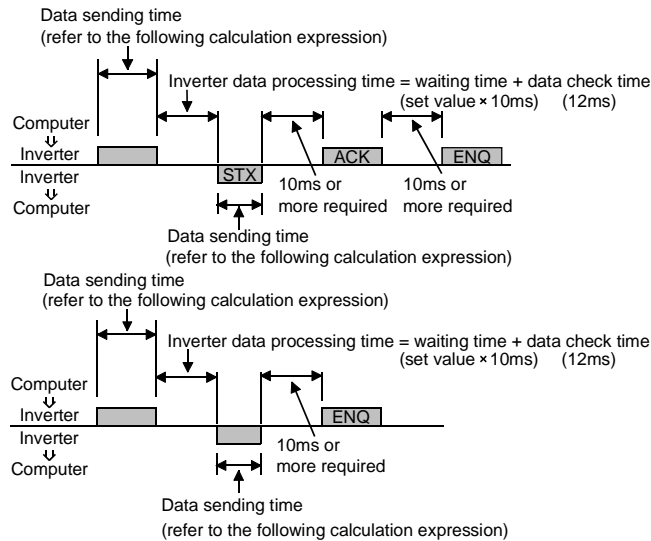 Data sending time
(refer to the following calculation expression)
Inverter data processing time = waiting time + data check time
(set value × 10ms) (12ms)
Computer
⇓
Inverter
Inverter
⇓
Computer
STX
ACK
ENQ
10ms or
more required
10ms or
more required
Data sending time
(refer to the following calculation expression)
Data sending time
(refer to the following calculation expression)
Inverter data processing time = waiting time + data check time
(set value × 10ms) (12ms)
Computer
⇓
Inverter
Inverter
⇓
Computer
ENQ
10ms or
more required
Data sending time
(refer to the following calculation expression)